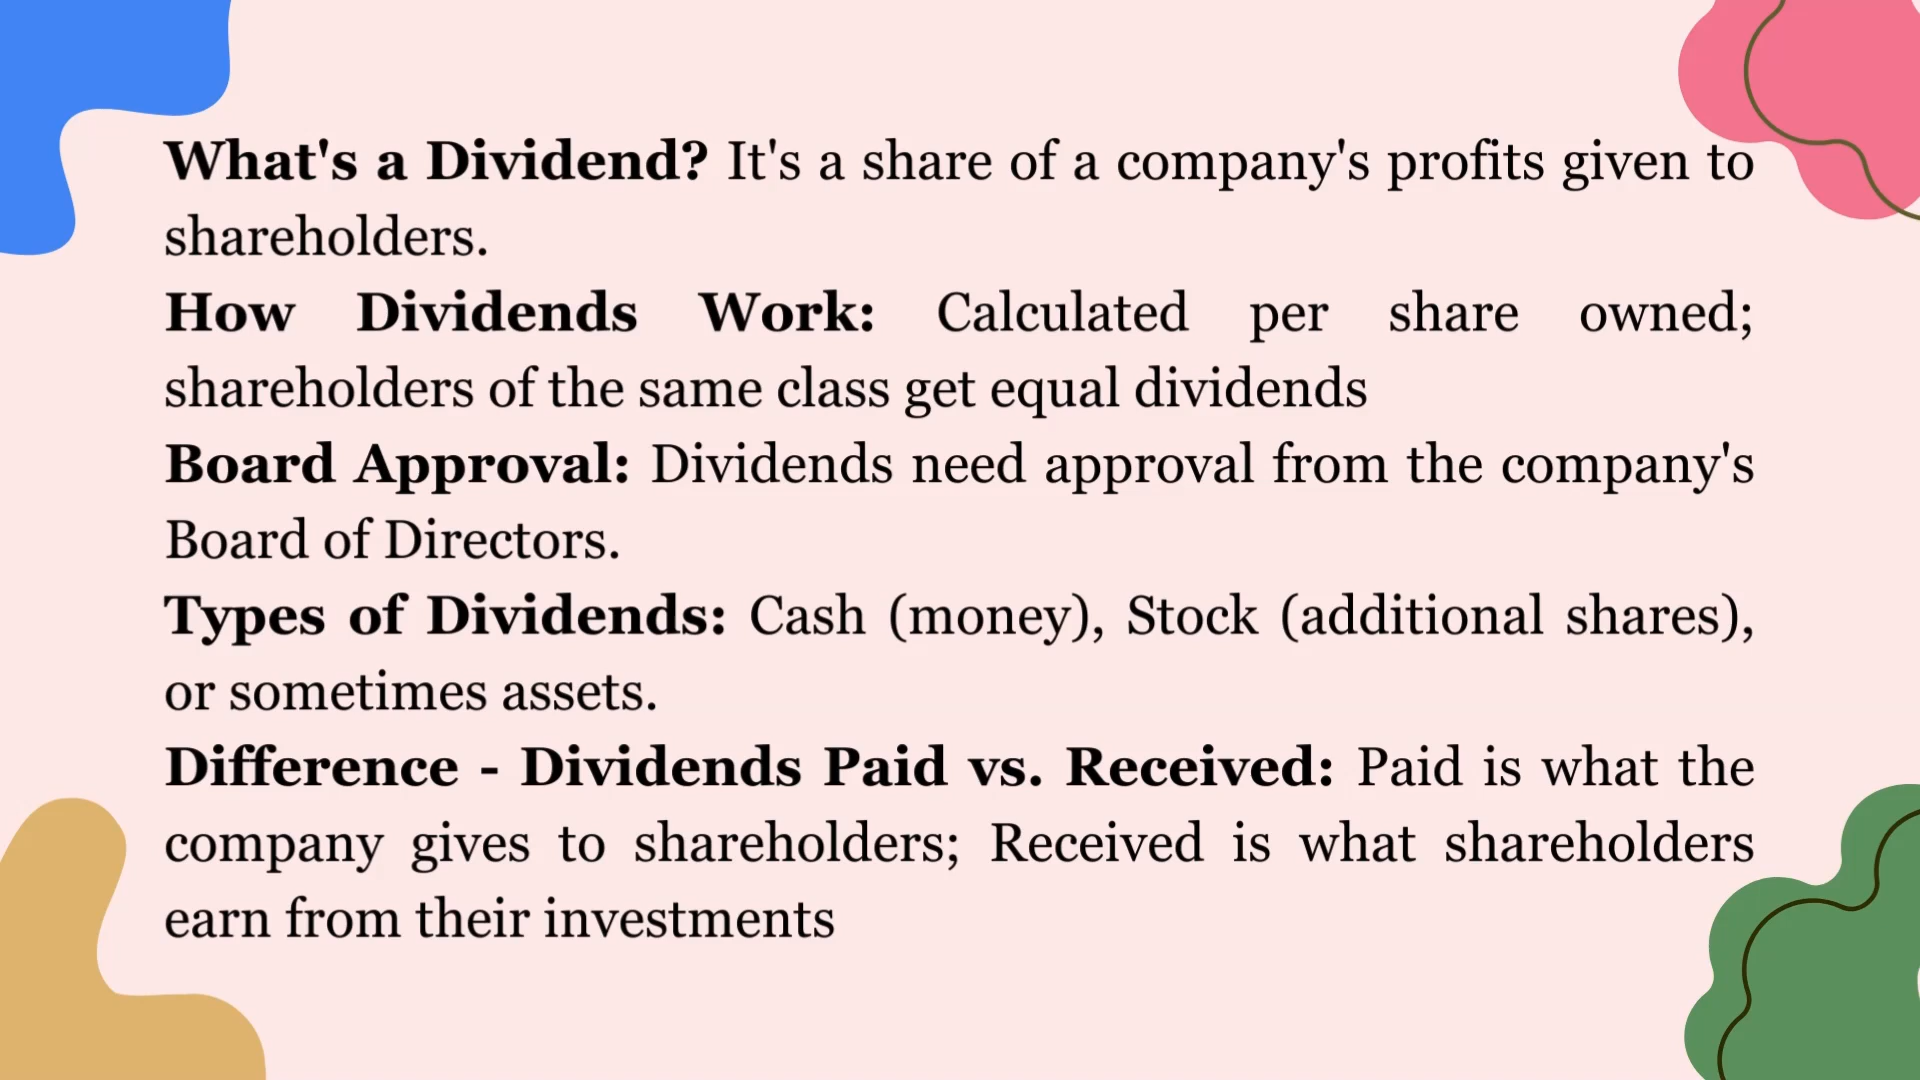 What's a Dividend? It's a share of a company's profits given to
shareholders.
How Dividends Work: Calculated per share owned;
shareholders of the same class get equal dividends
Board Approval: Dividends need approval from the company's
Board of Directors.
Types of Dividends: Cash (money), Stock (additional shares),
or sometimes assets.
Difference - Dividends Paid vs. Received: Paid is what the
company gives to shareholders; Received is what shareholders
earn from their investments